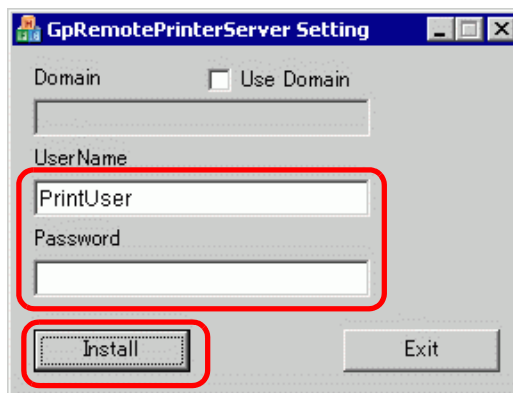 GpRemotePrinterServer Setting
Domain Use Domain
UserName
PrintUser
Password
Install Exit